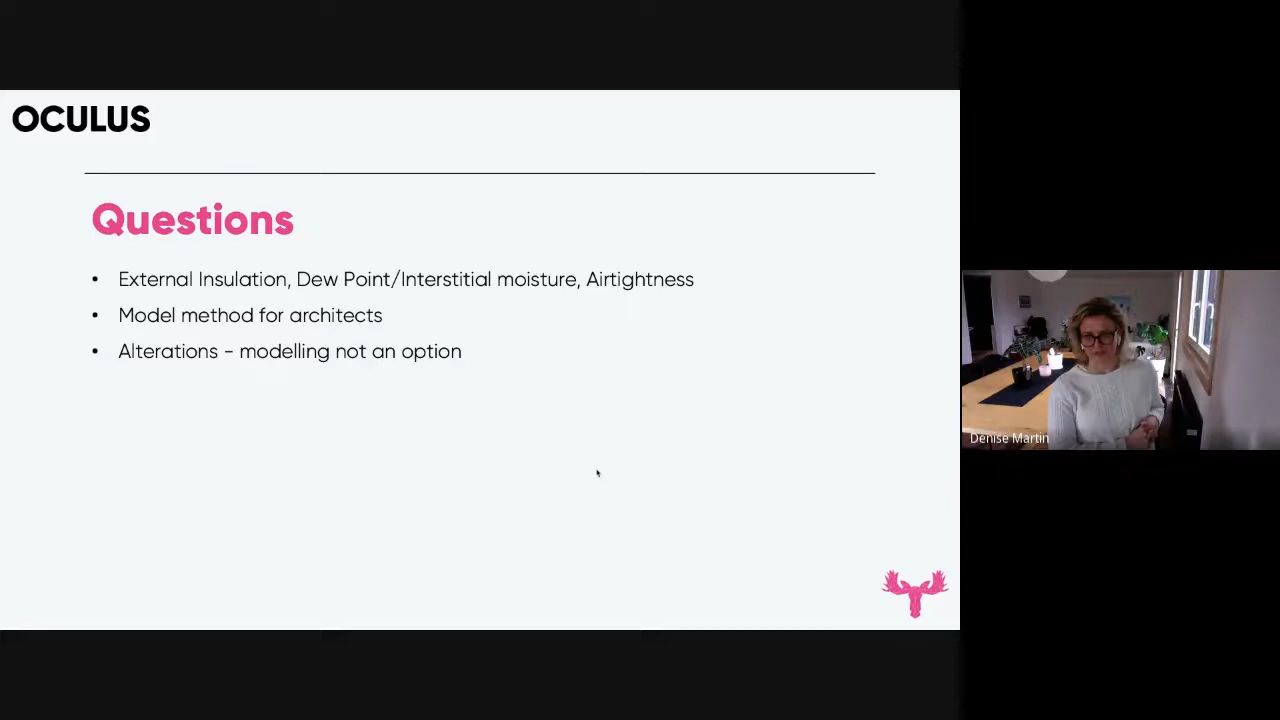 OCULUS
Questions
• External Insulation, Dew Point/Interstitial moisture, Airtightness
• Model method for architects
• Alterations - modelling not an option
Denise Martin